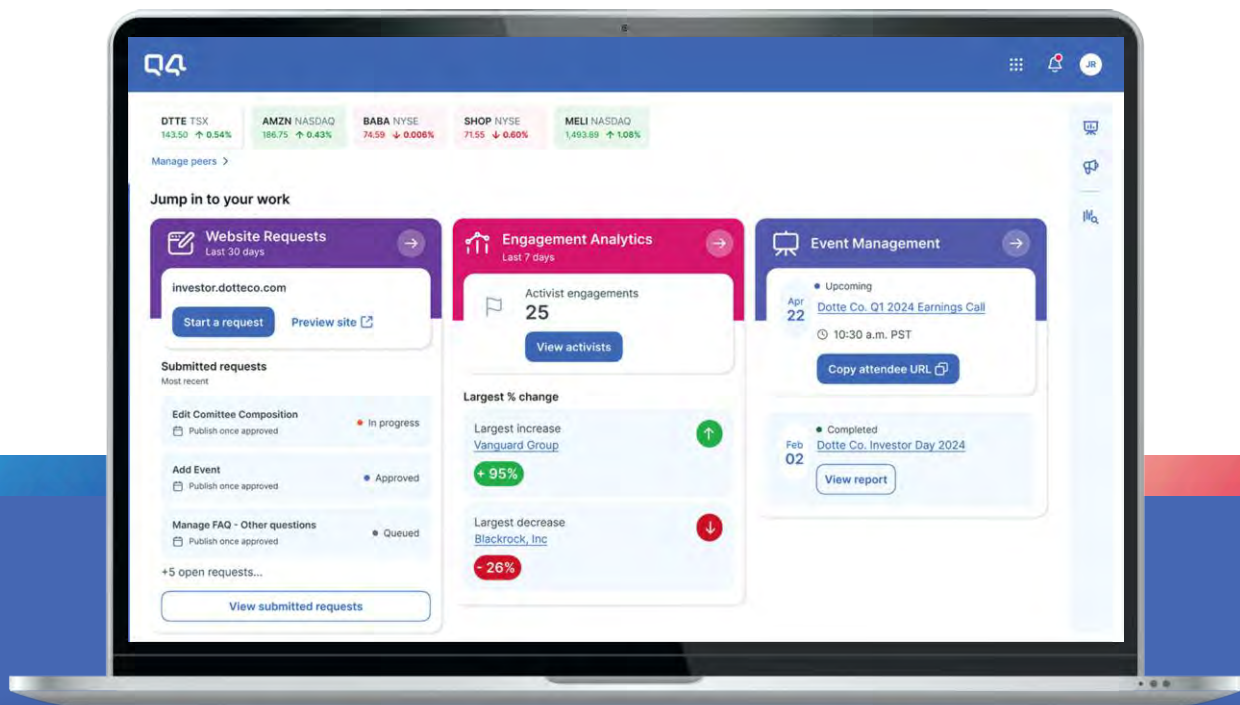 Q4
JR
DTTE TSX
143.50 ↑ 0.54%
AMZN NASDAQ
186.75 ↑ 0.43%
BABA NYSE
74.59 ↓ 0.006%
SHOP NYSE
71.55 ↓ 0.60%
MELI NASDAQ
1,493.89 ↑ 1.08%
Manage peers >
Jump in to your work
Website Requests
Last 30 days
investor.dotteco.com
Start a request
Preview site
Submitted requests
Most recent
Edit Comittee Composition
Publish once approved
In progress
Add Event
Publish once approved
Approved
Manage FAQ - Other questions
Publish once approved
Queued
+5 open requests...
View submitted requests
Engagement Analytics
Last 7 days
Activist engagements
25
View activists
Largest % change
Largest increase
Vanguard Group
+ 95%
Largest decrease
Blackrock, Inc
- 26%
Event Management
Upcoming
Apr
22
Dotte Co. Q1 2024 Earnings Call
10:30 a.m. PST
Copy attendee URL
Completed
Feb
02
Dotte Co. Investor Day 2024
View report